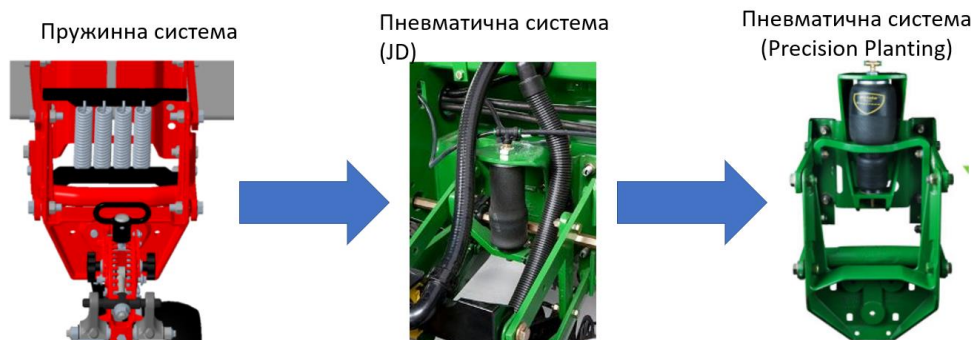 Пружинна система
Пневматична система
(JD)
Пневматична система
(Precision Planting)